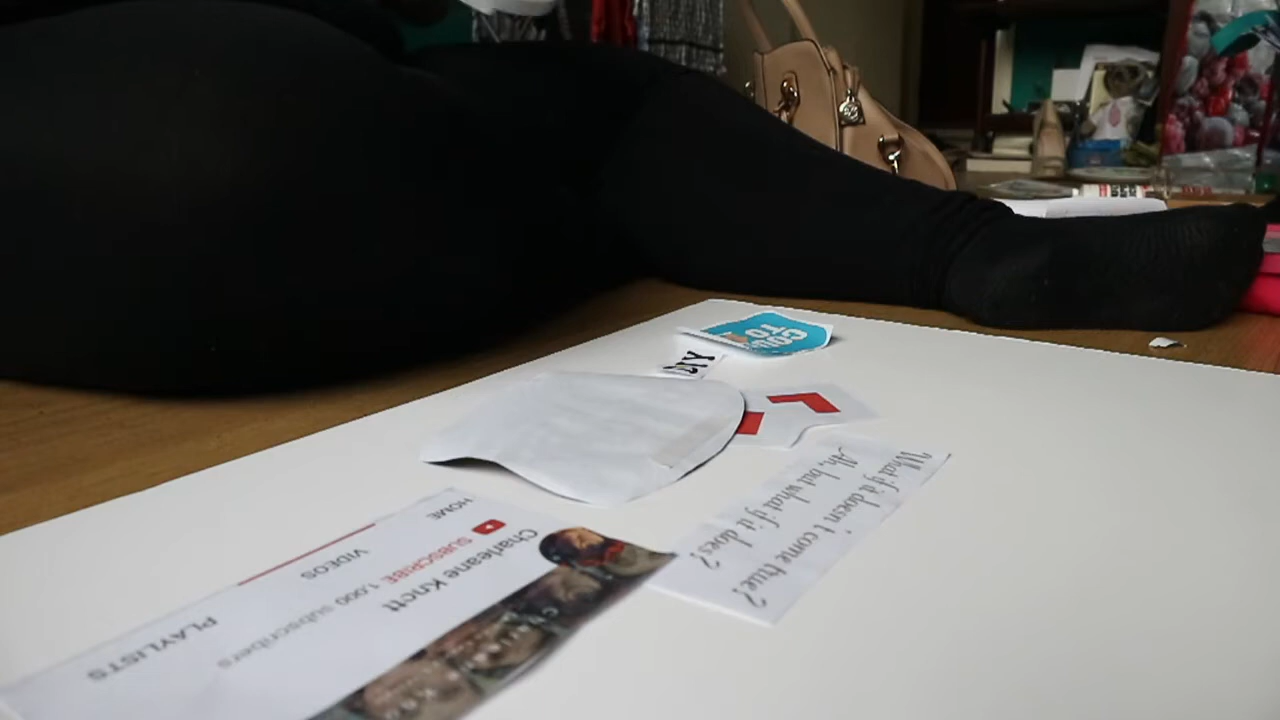 Charleane Knott
SUBSCRIBE 1,000 subscribers
HOME
VIDEOS
PLAYLISTS
What if it doesn't come true?
Ah, but what if it does?
TO